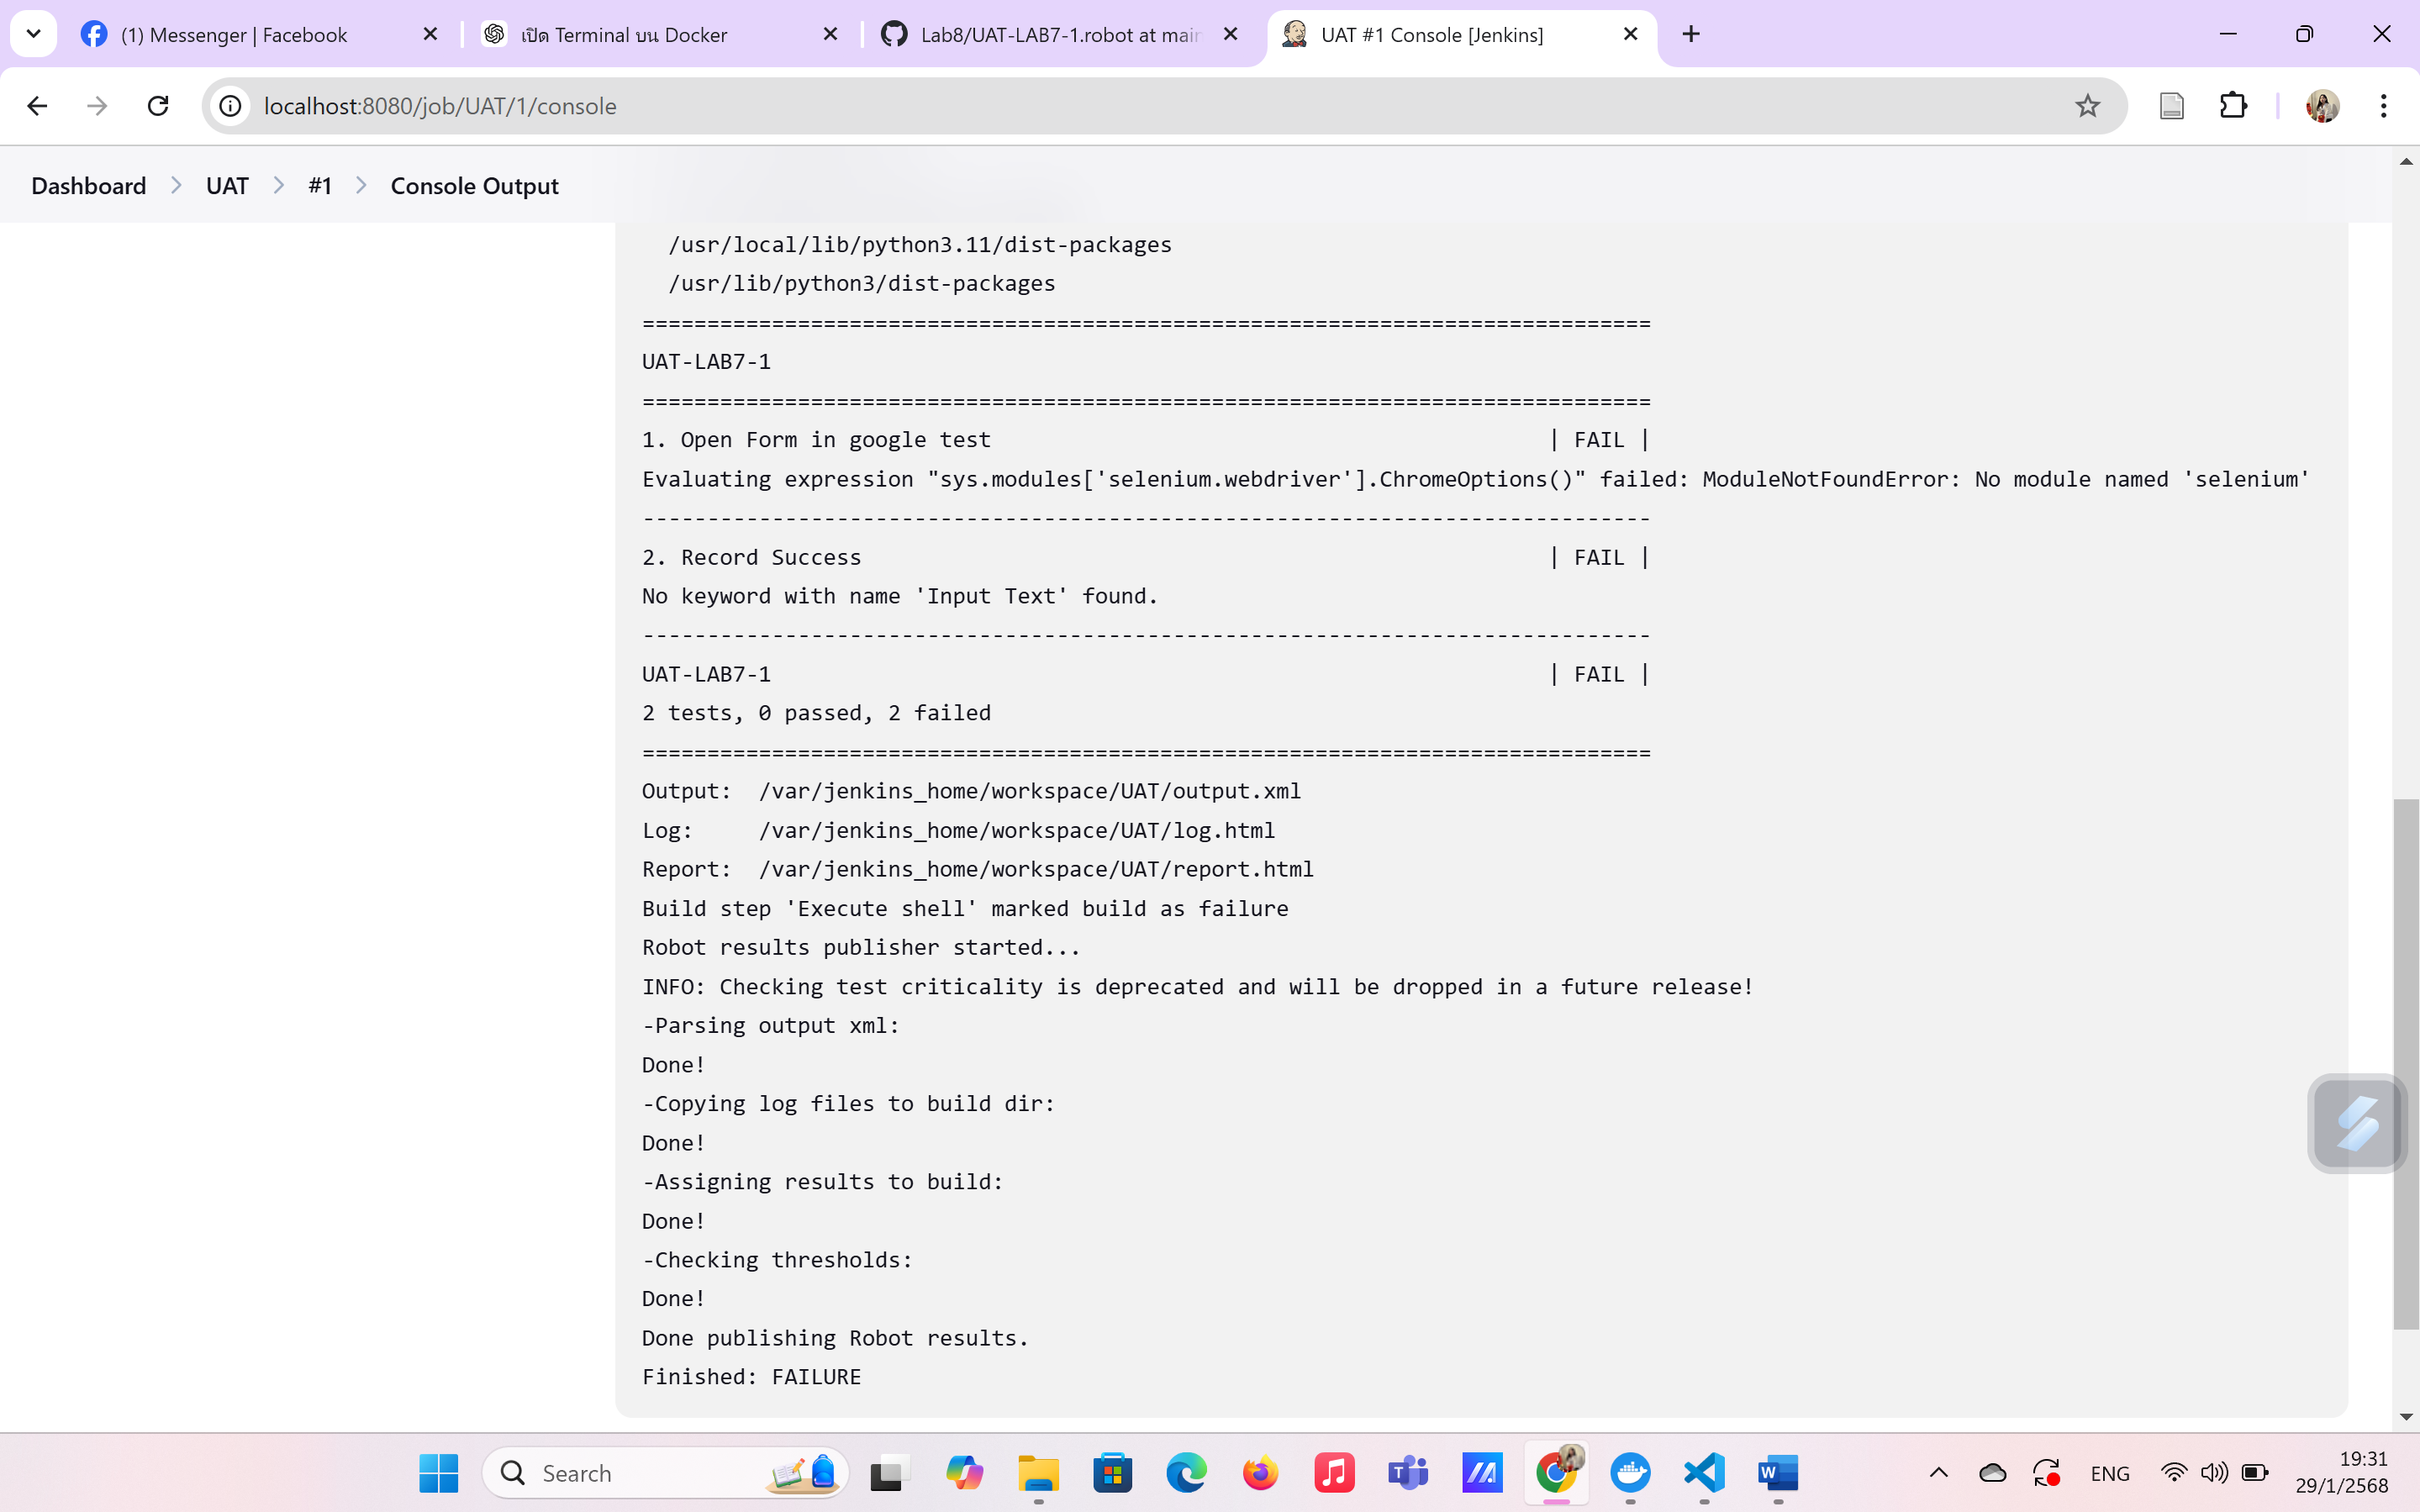 (1) Messenger | Facebook
เปิด Terminal บน Docker
Lab8/UAT-LAB7-1.robot at mair
UAT #1 Console [Jenkins]
localhost:8080/job/UAT/1/console
Dashboard > UAT > #1 > Console Output
/usr/local/lib/python3.11/dist-packages
/usr/lib/python3/dist-packages
==============================================================================
UAT-LAB7-1
==============================================================================
1. Open Form in google test | FAIL |
Evaluating expression "sys.modules['selenium.webdriver'].ChromeOptions()" failed: ModuleNotFoundError: No module named 'selenium'
------------------------------------------------------------------------------
2. Record Success | FAIL |
No keyword with name 'Input Text' found.
------------------------------------------------------------------------------
UAT-LAB7-1 | FAIL |
2 tests, 0 passed, 2 failed
==============================================================================
Output:  /var/jenkins_home/workspace/UAT/output.xml
Log:     /var/jenkins_home/workspace/UAT/log.html
Report:  /var/jenkins_home/workspace/UAT/report.html
Build step 'Execute shell' marked build as failure
Robot results publisher started...
INFO: Checking test criticality is deprecated and will be dropped in a future release!
-Parsing output xml:
Done!
-Copying log files to build dir:
Done!
-Assigning results to build:
Done!
-Checking thresholds:
Done!
Done publishing Robot results.
Finished: FAILURE
Search
ENG
19:31
29/1/2568